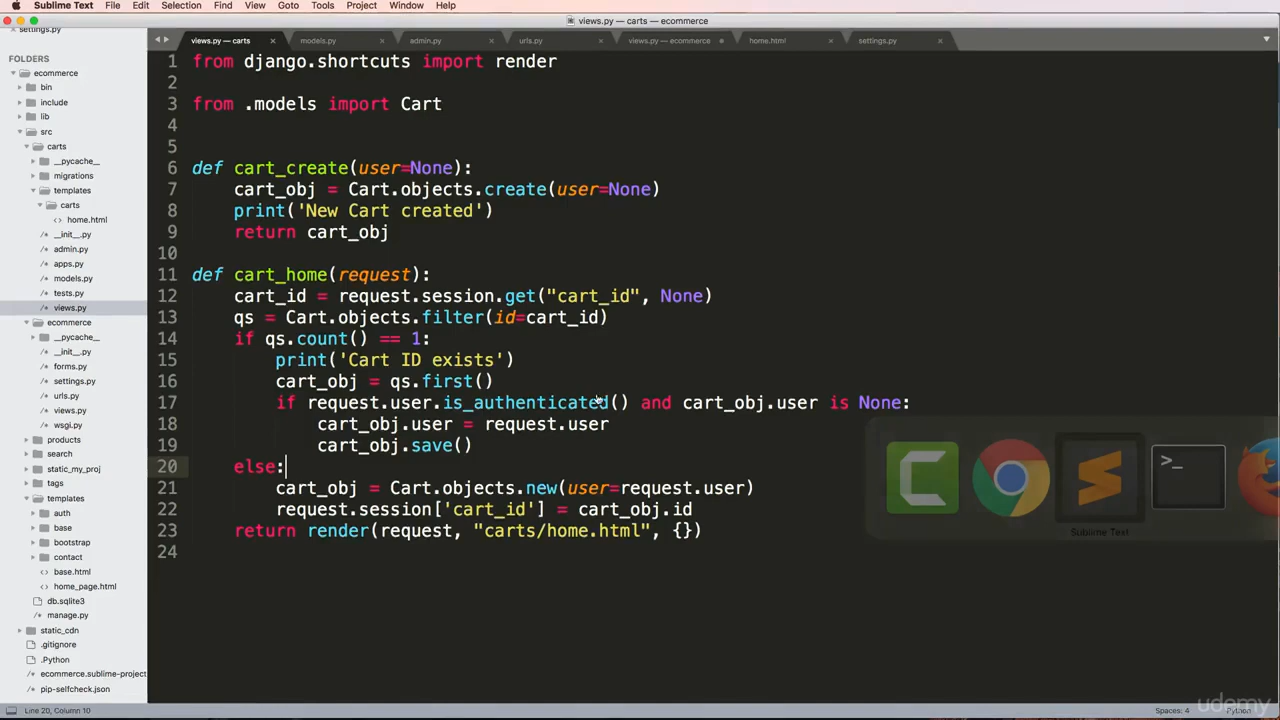 Sublime Text File Edit Selection Find View Goto Tools Project Window Help
views.py — carts — ecommerce
settings.py
views.py — carts × models.py × admin.py × urls.py × views.py — ecommerce home.html × settings.py ×
FOLDERS
ecommerce
bin
include
lib
src
carts
__pycache__
migrations
templates
carts
home.html
__init__.py
admin.py
apps.py
models.py
tests.py
views.py
ecommerce
__pycache__
__init__.py
forms.py
settings.py
urls.py
views.py
wsgi.py
products
search
static_my_proj
tags
templates
auth
base
bootstrap
contact
base.html
home_page.html
db.sqlite3
manage.py
static_cdn
.gitignore
.Python
ecommerce.sublime-project
pip-selfcheck.json
1 from django.shortcuts import render
2
3 from .models import Cart
4
5
6 def cart_create(user=None):
7 cart_obj = Cart.objects.create(user=None)
8 print('New Cart created')
9 return cart_obj
10
11 def cart_home(request):
12 cart_id = request.session.get("cart_id", None)
13 qs = Cart.objects.filter(id=cart_id)
14 if qs.count() == 1:
15 print('Cart ID exists')
16 cart_obj = qs.first()
17 if request.user.is_authenticated() and cart_obj.user is None:
18 cart_obj.user = request.user
19 cart_obj.save()
20 else:
21 cart_obj = Cart.objects.new(user=request.user)
22 request.session['cart_id'] = cart_obj.id
23 return render(request, "carts/home.html", {})
24
Sublime Text
Line 20, Column 10
Spaces: 4 Python
udemy